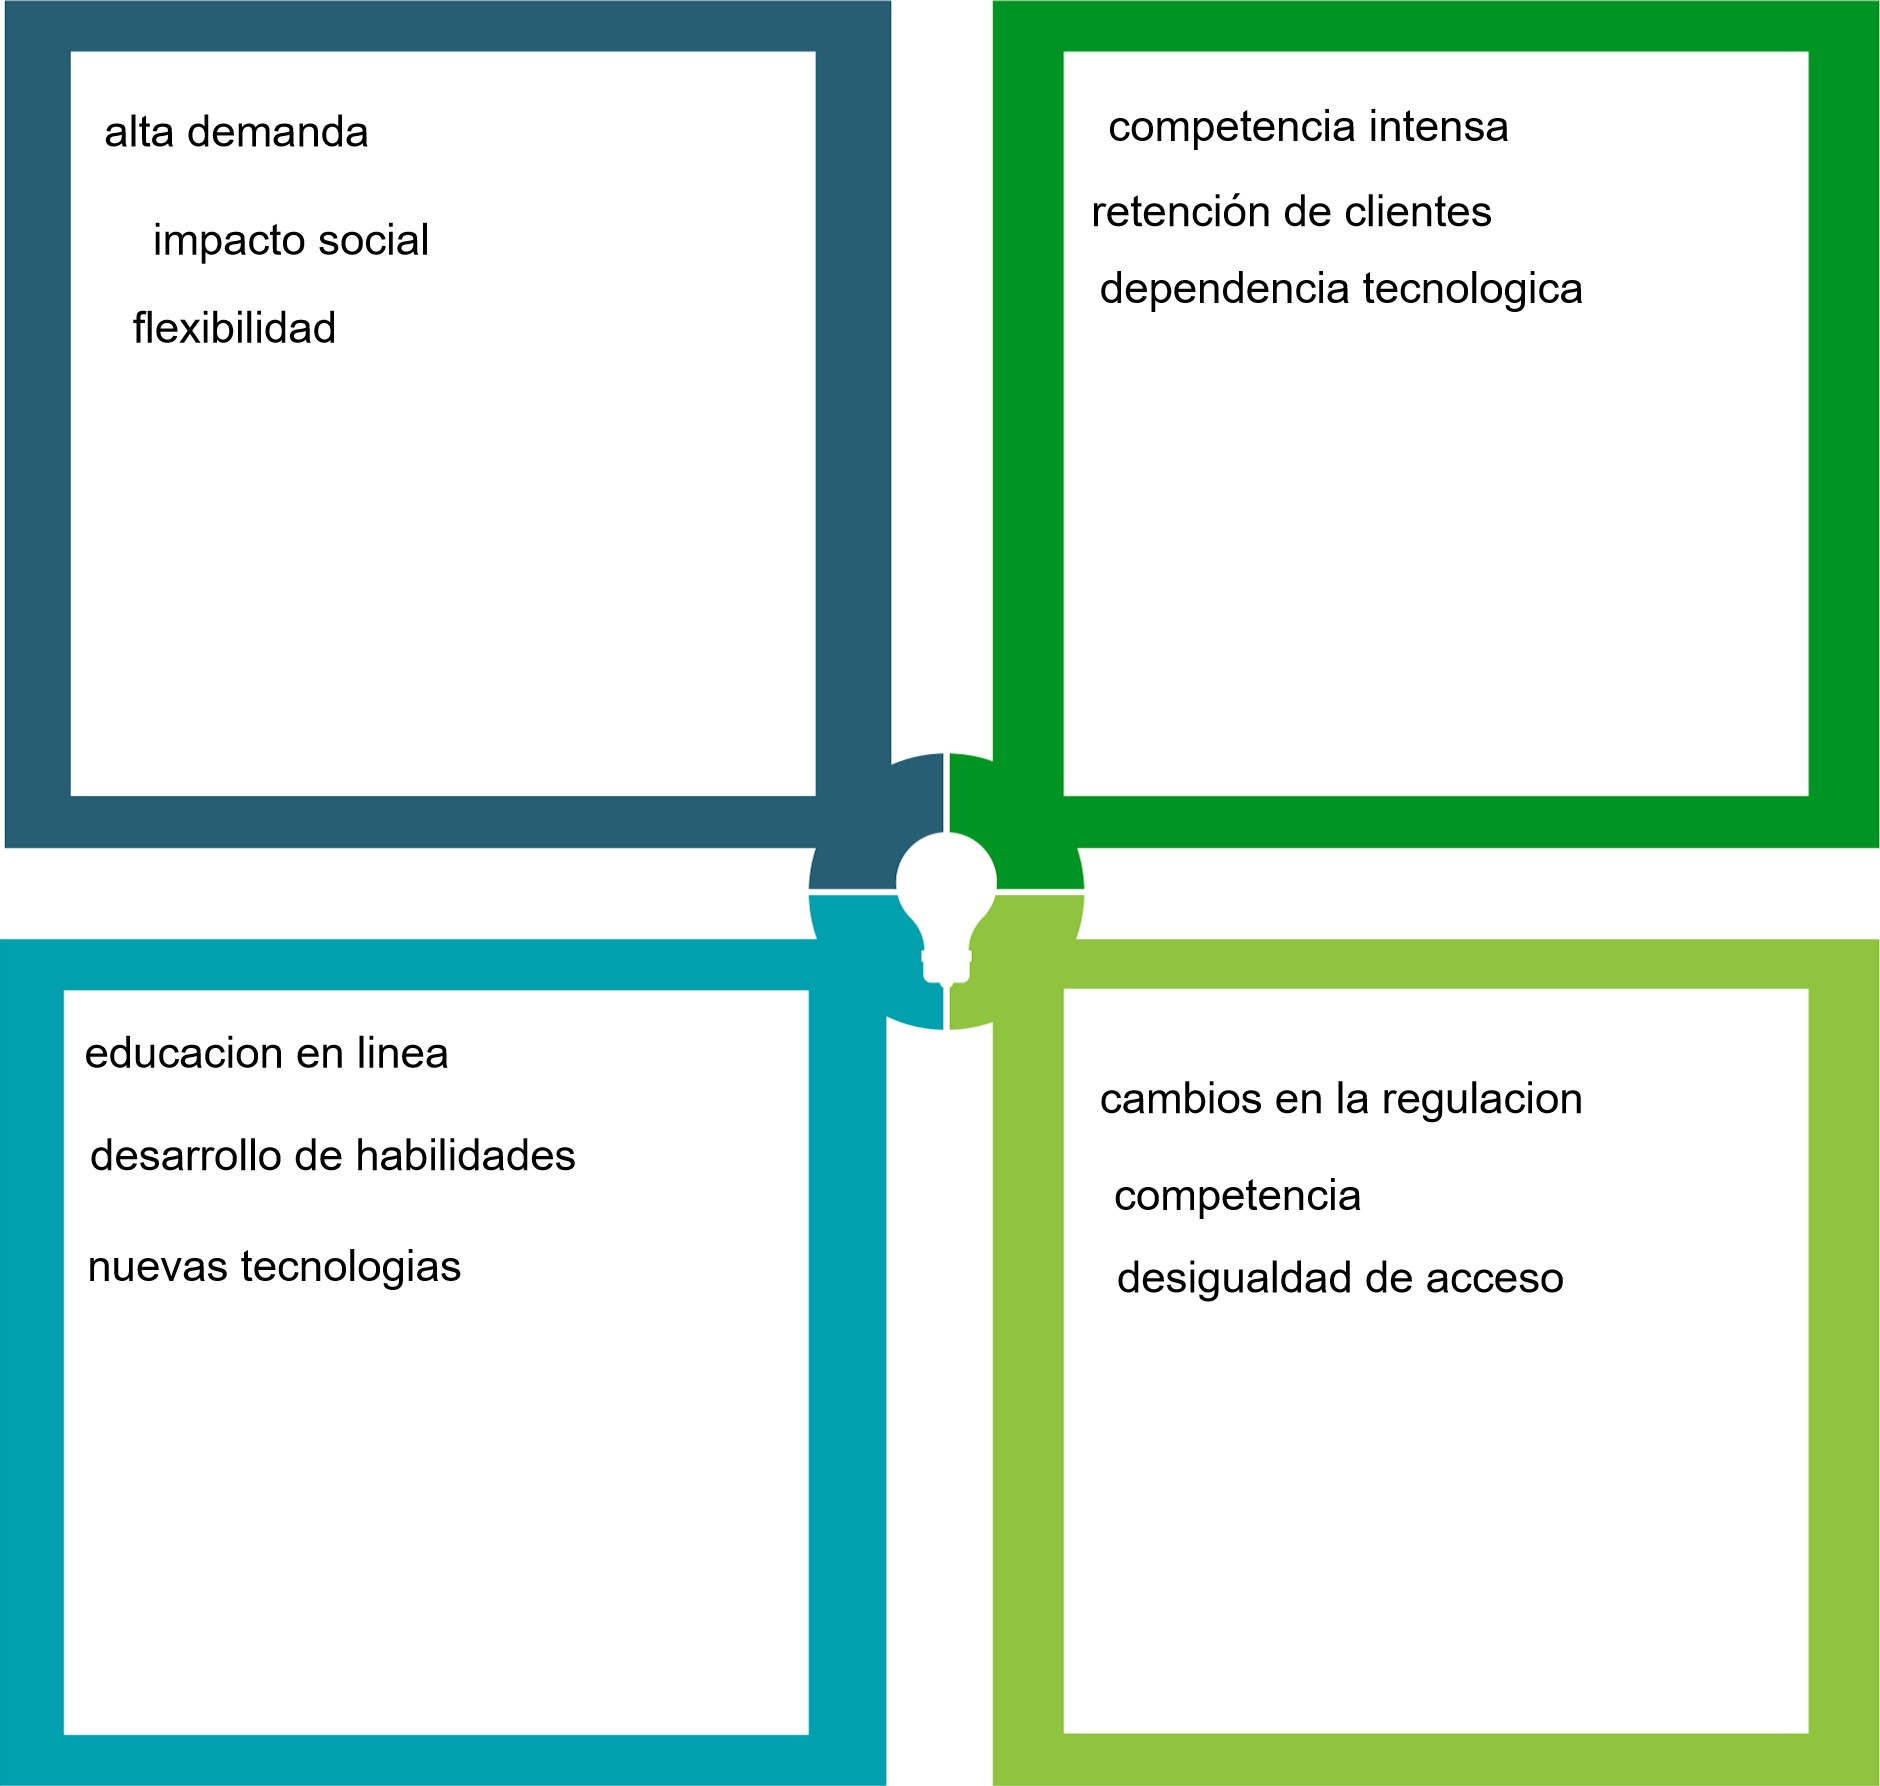 alta demanda
impacto social
flexibilidad
competencia intensa
retención de clientes
dependencia tecnologica
educacion en linea
desarrollo de habilidades
nuevas tecnologias
cambios en la regulacion
competencia
desigualdad de acceso